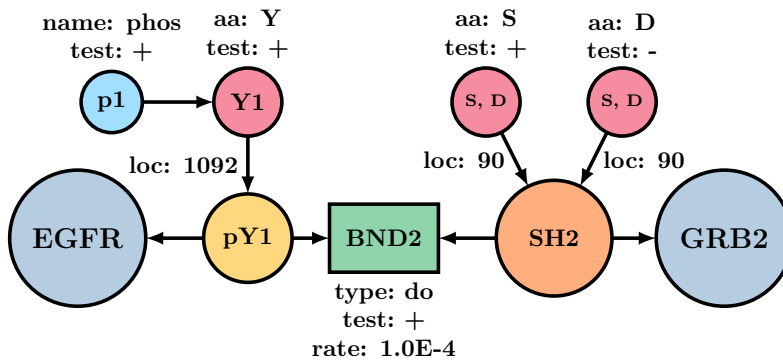 name: phos
test: +
aa: Y
test: +
aa: S
test: +
aa: D
test: -
p1
Y1
S, D
S, D
loc: 1092
loc: 90
loc: 90
EGFR
pY1
BND2
SH2
GRB2
type: do
test: +
rate: 1.0E-4